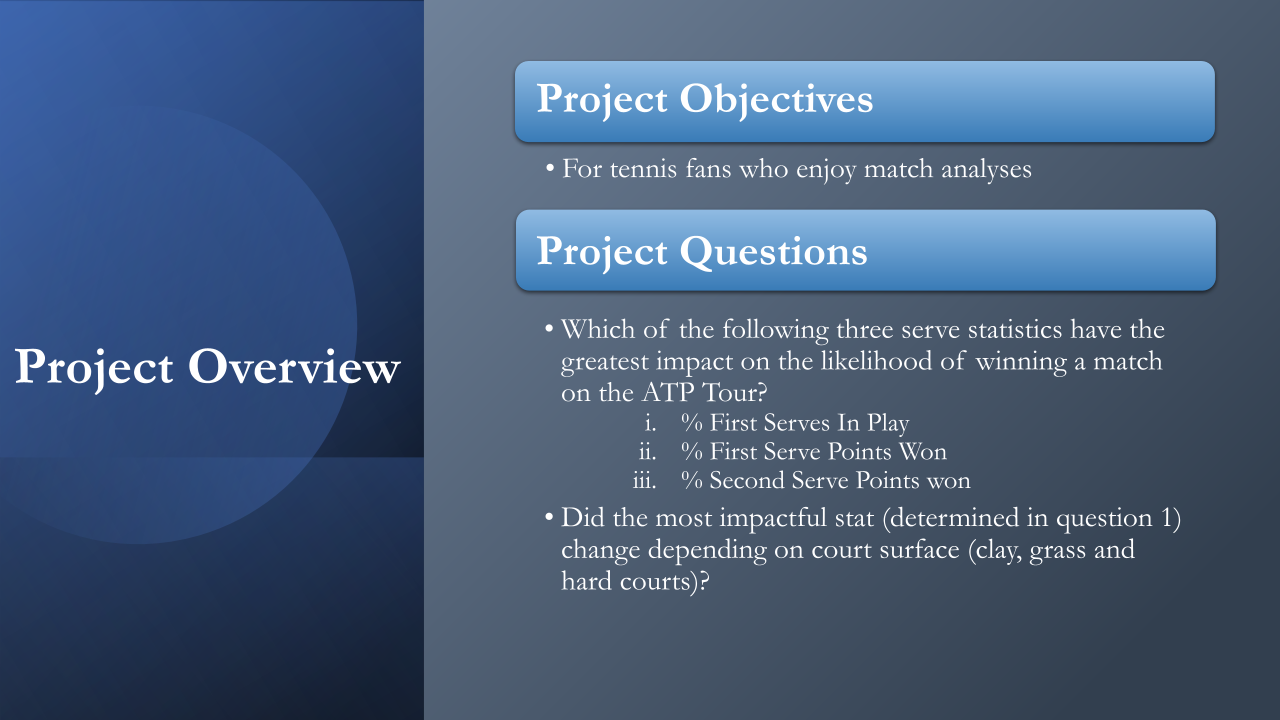 Project Overview
Project Objectives
• For tennis fans who enjoy match analyses
Project Questions
• Which of the following three serve statistics have the
greatest impact on the likelihood of winning a match
on the ATP Tour?
i. % First Serves In Play
ii. % First Serve Points Won
iii. % Second Serve Points won
• Did the most impactful stat (determined in question 1)
change depending on court surface (clay, grass and
hard courts)?